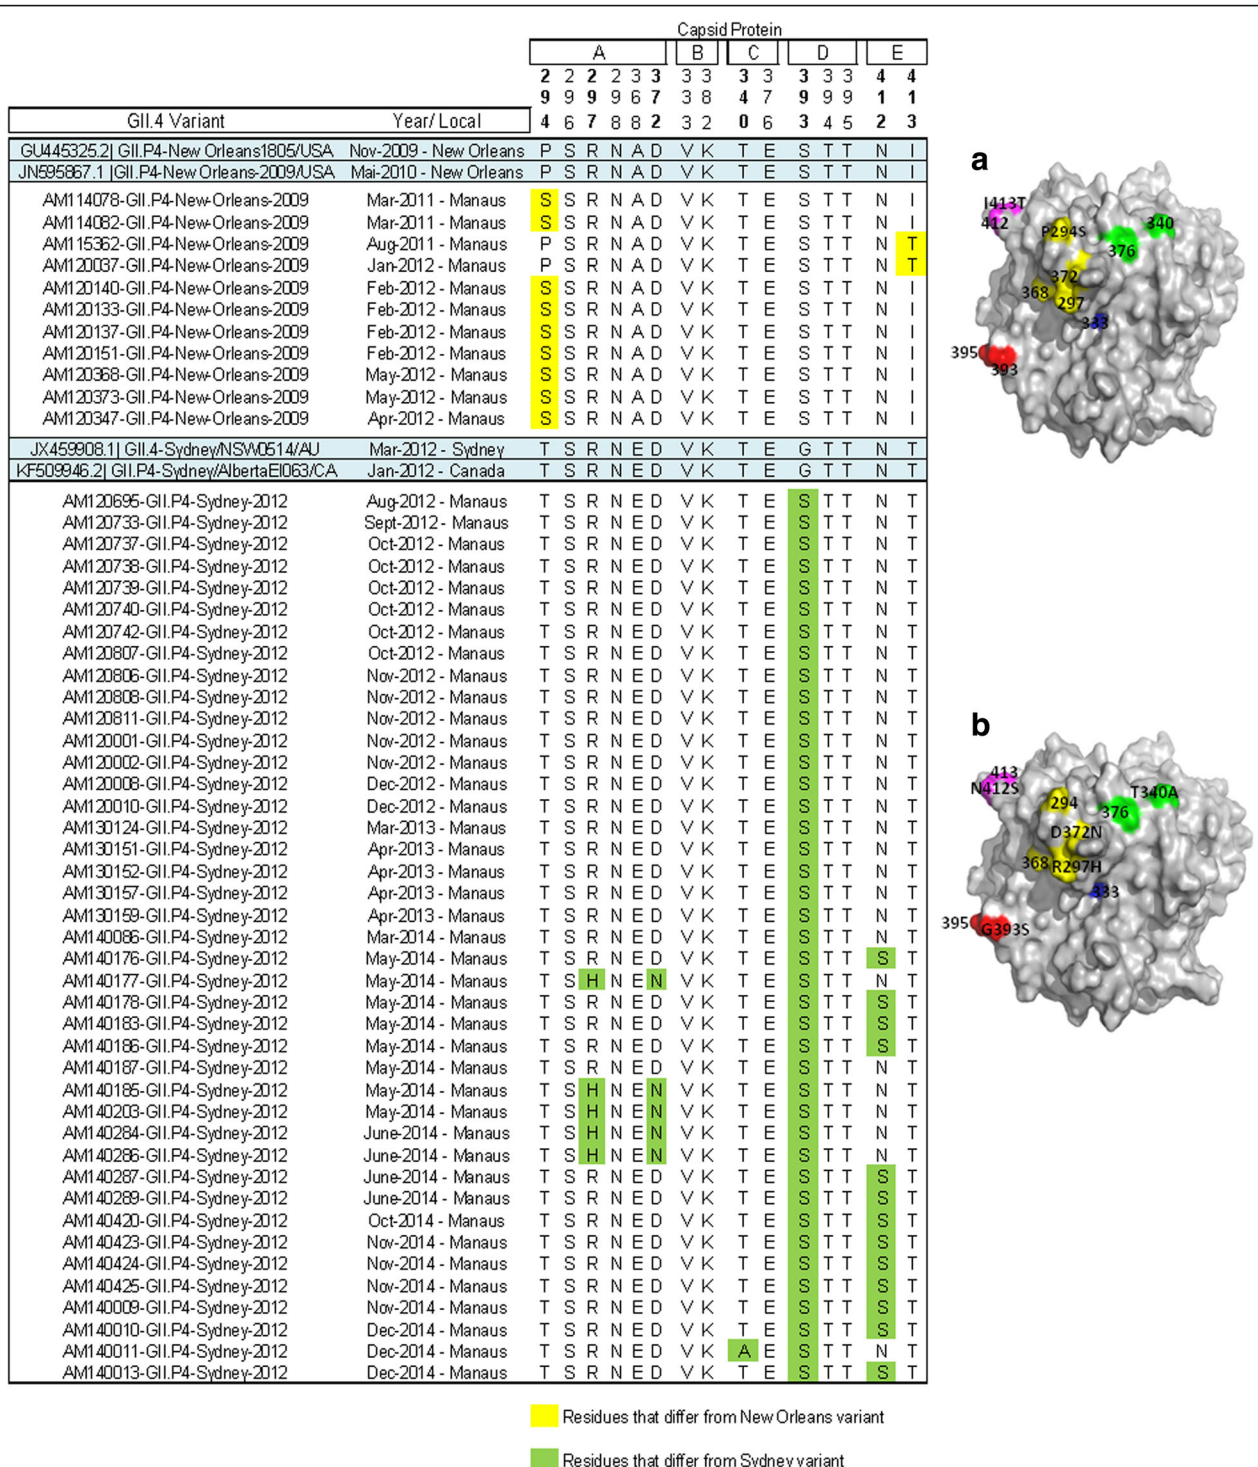 Capsid Protein
A B C D E
2 2 2 2 3 3 3 3 3 3 3 3 3 4 4
9 9 9 9 6 7 3 8 4 7 9 9 9 1 1
GII.4 Variant Year/ Local 4 6 7 8 8 2 3 2 0 6 3 4 5 2 3
GU445325.2| GII.P4-New Orleans1805/USA Nov-2009 - New Orleans P S R N A D V K T E S T T N I
JN595867.1 |GII.P4-New Orleans-2009/USA Mai-2010 - New Orleans P S R N A D V K T E S T T N I
AM114078-GII.P4-New-Orleans-2009 Mar-2011 - Manaus S S R N A D V K T E S T T N I
AM114082-GII.P4-New-Orleans-2009 Mar-2011 - Manaus S S R N A D V K T E S T T N I
AM115362-GII.P4-New-Orleans-2009 Aug-2011 - Manaus P S R N A D V K T E S T T N T
AM120037-GII.P4-New-Orleans-2009 Jan-2012 - Manaus P S R N A D V K T E S T T N T
AM120140-GII.P4-New-Orleans-2009 Feb-2012 - Manaus S S R N A D V K T E S T T N I
AM120133-GII.P4-New-Orleans-2009 Feb-2012 - Manaus S S R N A D V K T E S T T N I
AM120137-GII.P4-New-Orleans-2009 Feb-2012 - Manaus S S R N A D V K T E S T T N I
AM120151-GII.P4-New-Orleans-2009 Feb-2012 - Manaus S S R N A D V K T E S T T N I
AM120368-GII.P4-New-Orleans-2009 May-2012 - Manaus S S R N A D V K T E S T T N I
AM120373-GII.P4-New-Orleans-2009 May-2012 - Manaus S S R N A D V K T E S T T N I
AM120347-GII.P4-New-Orleans-2009 Apr-2012 - Manaus S S R N A D V K T E S T T N I
JX459908.1| GII.4-Sydney/NSW0514/AU Mar-2012 - Sydney T S R N E D V K T E G T T N T
KF509946.2| GII.P4-Sydney/AlbertaEI063/CA Jan-2012 - Canada T S R N E D V K T E G T T N T
AM120695-GII.P4-Sydney-2012 Aug-2012 - Manaus T S R N E D V K T E S T T N T
AM120733-GII.P4-Sydney-2012 Sept-2012 - Manaus T S R N E D V K T E S T T N T
AM120737-GII.P4-Sydney-2012 Oct-2012 - Manaus T S R N E D V K T E S T T N T
AM120738-GII.P4-Sydney-2012 Oct-2012 - Manaus T S R N E D V K T E S T T N T
AM120739-GII.P4-Sydney-2012 Oct-2012 - Manaus T S R N E D V K T E S T T N T
AM120740-GII.P4-Sydney-2012 Oct-2012 - Manaus T S R N E D V K T E S T T N T
AM120742-GII.P4-Sydney-2012 Oct-2012 - Manaus T S R N E D V K T E S T T N T
AM120807-GII.P4-Sydney-2012 Oct-2012 - Manaus T S R N E D V K T E S T T N T
AM120806-GII.P4-Sydney-2012 Nov-2012 - Manaus T S R N E D V K T E S T T N T
AM120808-GII.P4-Sydney-2012 Nov-2012 - Manaus T S R N E D V K T E S T T N T
AM120811-GII.P4-Sydney-2012 Nov-2012 - Manaus T S R N E D V K T E S T T N T
AM120001-GII.P4-Sydney-2012 Nov-2012 - Manaus T S R N E D V K T E S T T N T
AM120002-GII.P4-Sydney-2012 Nov-2012 - Manaus T S R N E D V K T E S T T N T
AM120008-GII.P4-Sydney-2012 Dec-2012 - Manaus T S R N E D V K T E S T T N T
AM120010-GII.P4-Sydney-2012 Dec-2012 - Manaus T S R N E D V K T E S T T N T
AM130124-GII.P4-Sydney-2012 Mar-2013 - Manaus T S R N E D V K T E S T T N T
AM130151-GII.P4-Sydney-2012 Apr-2013 - Manaus T S R N E D V K T E S T T N T
AM130152-GII.P4-Sydney-2012 Apr-2013 - Manaus T S R N E D V K T E S T T N T
AM130157-GII.P4-Sydney-2012 Apr-2013 - Manaus T S R N E D V K T E S T T N T
AM130159-GII.P4-Sydney-2012 Apr-2013 - Manaus T S R N E D V K T E S T T N T
AM140086-GII.P4-Sydney-2012 Mar-2014 - Manaus T S R N E D V K T E S T T N T
AM140176-GII.P4-Sydney-2012 May-2014 - Manaus T S R N E D V K T E S T T S T
AM140177-GII.P4-Sydney-2012 May-2014 - Manaus T S H N E N V K T E S T T N T
AM140178-GII.P4-Sydney-2012 May-2014 - Manaus T S R N E D V K T E S T T S T
AM140183-GII.P4-Sydney-2012 May-2014 - Manaus T S R N E D V K T E S T T S T
AM140186-GII.P4-Sydney-2012 May-2014 - Manaus T S R N E D V K T E S T T S T
AM140187-GII.P4-Sydney-2012 May-2014 - Manaus T S R N E D V K T E S T T N T
AM140185-GII.P4-Sydney-2012 May-2014 - Manaus T S H N E N V K T E S T T N T
AM140203-GII.P4-Sydney-2012 May-2014 - Manaus T S H N E N V K T E S T T N T
AM140284-GII.P4-Sydney-2012 June-2014 - Manaus T S H N E N V K T E S T T N T
AM140286-GII.P4-Sydney-2012 June-2014 - Manaus T S H N E N V K T E S T T N T
AM140287-GII.P4-Sydney-2012 June-2014 - Manaus T S R N E D V K T E S T T S T
AM140289-GII.P4-Sydney-2012 June-2014 - Manaus T S R N E D V K T E S T T S T
AM140420-GII.P4-Sydney-2012 Oct-2014 - Manaus T S R N E D V K T E S T T S T
AM140423-GII.P4-Sydney-2012 Nov-2014 - Manaus T S R N E D V K T E S T T S T
AM140424-GII.P4-Sydney-2012 Nov-2014 - Manaus T S R N E D V K T E S T T S T
AM140425-GII.P4-Sydney-2012 Nov-2014 - Manaus T S R N E D V K T E S T T S T
AM140009-GII.P4-Sydney-2012 Nov-2014 - Manaus T S R N E D V K T E S T T S T
AM140010-GII.P4-Sydney-2012 Dec-2014 - Manaus T S R N E D V K T E S T T S T
AM140011-GII.P4-Sydney-2012 Dec-2014 - Manaus T S R N E D V K A E S T T N T
AM140013-GII.P4-Sydney-2012 Dec-2014 - Manaus T S R N E D V K T E S T T S T
Residues that differ from New Orleans variant
Residues that differ from Sydney variant
a
I413T
412
P294S
340
376
372
368
297
333
395
393
b
413
N412S
294
T340A
376
D372N
368
R297H
333
395
G393S